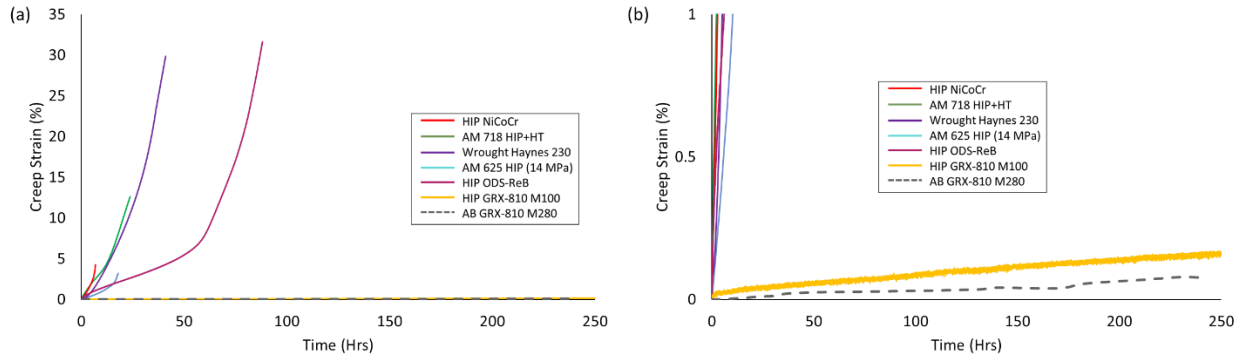 (a)
Creep Strain (%)
35
30
25
20
15
10
5
0
0 50 100 150 200 250
Time (Hrs)
HIP NiCoCr
AM 718 HIP+HT
Wrought Haynes 230
AM 625 HIP (14 MPa)
HIP ODS-ReB
HIP GRX-810 M100
AB GRX-810 M280
(b)
Creep Strain (%)
1
0.5
0
0 50 100 150 200 250
Time (Hrs)
HIP NiCoCr
AM 718 HIP+HT
Wrought Haynes 230
AM 625 HIP (14 MPa)
HIP ODS-ReB
HIP GRX-810 M100
AB GRX-810 M280